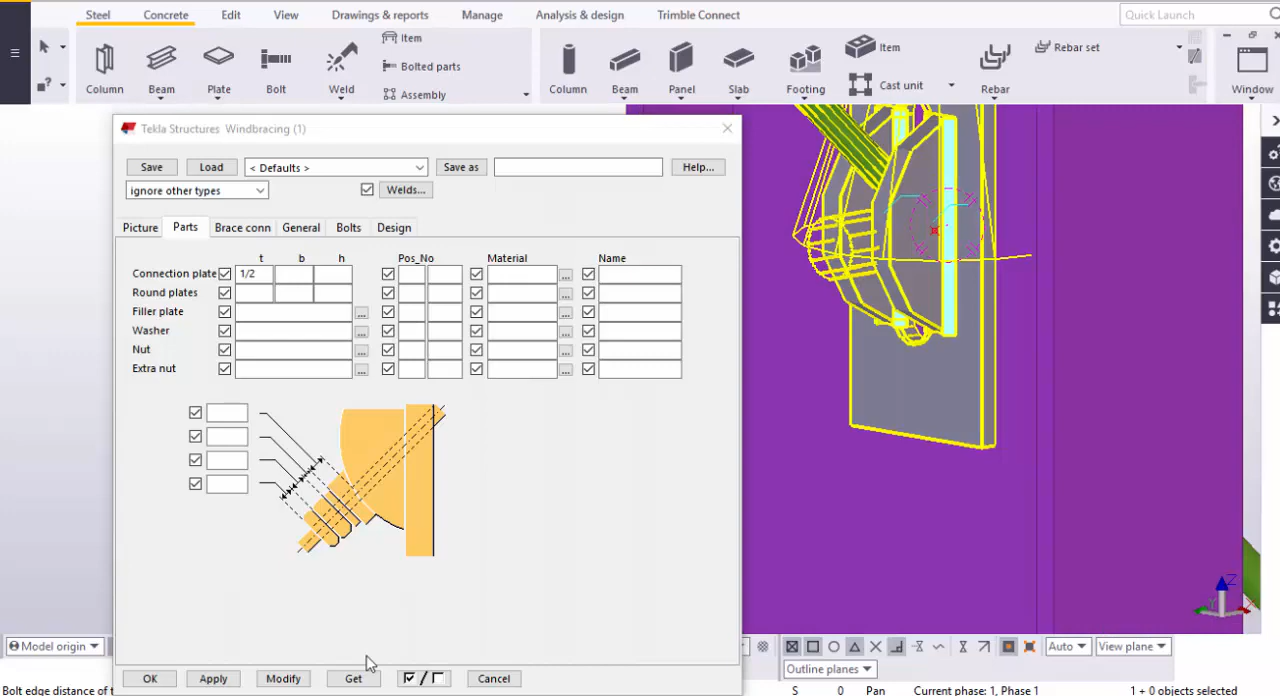 Steel Concrete Edit View Drawings & reports Manage Analysis & design Trimble Connect Quick Launch
Item
Bolted parts
Column Beam Plate Bolt Weld Assembly
Item
Rebar set
Column Beam Panel Slab Footing Cast unit Rebar Window
Tekla Structures Windbracing (1)
Save Load < Defaults > Save as Help...
ignore other types Welds...
Picture Parts Brace conn General Bolts Design
t b h Pos_No Material Name
Connection plate 1/2
Round plates
Filler plate ...
Washer ...
Nut ...
Extra nut ...
Ok Apply Modify Get / Cancel
Model origin Auto View plane
Outline planes
Bolt edge distance of t S 0 Pan Current phase: 1, Phase 1 1 + 0 objects selected
Z